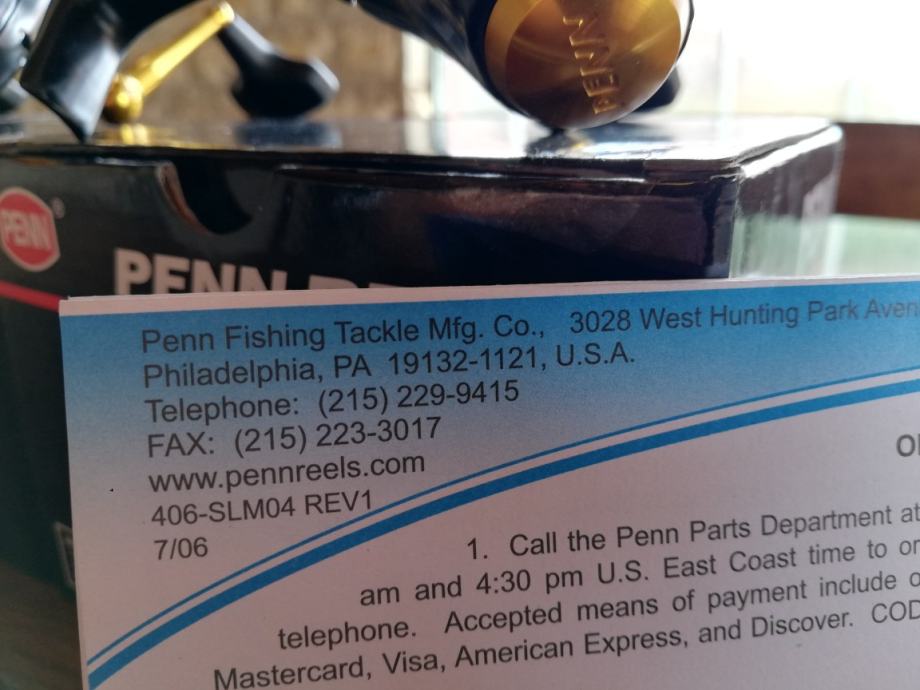 PENN
PENN
PENN
Penn Fishing Tackle Mfg. Co., 3028 West Hunting Park
Philadelphia, PA 19132-1121, U.S.A.
Telephone: (215) 229-9415
FAX: (215) 223-3017
www.pennreels.com
406-SLM04 REV1
7/06
1. Call the Penn Parts Department at
am and 4:30 pm U.S. East Coast time to
telephone. Accepted means of payment include
Mastercard, Visa, American Express, and Discover. COD